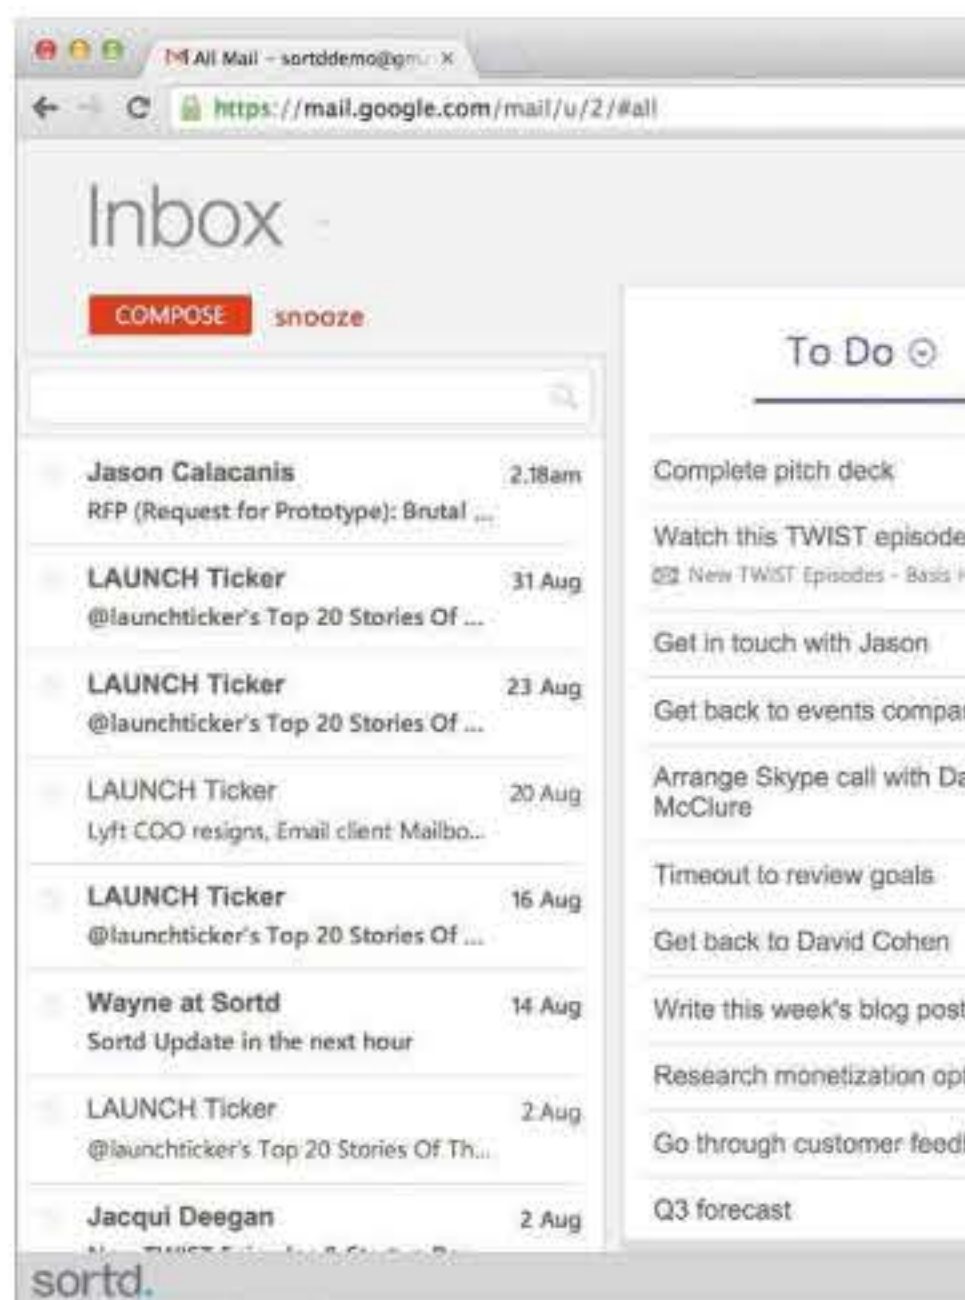 All Mail - sortddemo@gm
https://mail.google.com/mail/u/2/#all
Inbox
COMPOSE
snooze
Jason Calacanis
2.18am
RFP (Request for Prototype): Brutal ...
LAUNCH Ticker
31 Aug
@launchticker's Top 20 Stories Of ...
LAUNCH Ticker
23 Aug
@launchticker's Top 20 Stories Of ...
LAUNCH Ticker
20 Aug
Lyft COO resigns, Email client Mailbo...
LAUNCH Ticker
16 Aug
@launchticker's Top 20 Stories Of ...
Wayne at Sortd
14 Aug
Sortd Update in the next hour
LAUNCH Ticker
2 Aug
@launchticker's Top 20 Stories Of Th...
Jacqui Deegan
2 Aug
To Do
Complete pitch deck
Watch this TWIST episode
New TWiST Episodes - Basis
Get in touch with Jason
Get back to events compa
Arrange Skype call with Da
McClure
Timeout to review goals
Get back to David Cohen
Write this week's blog post
Research monetization opt
Go through customer feed
Q3 forecast
sortd.